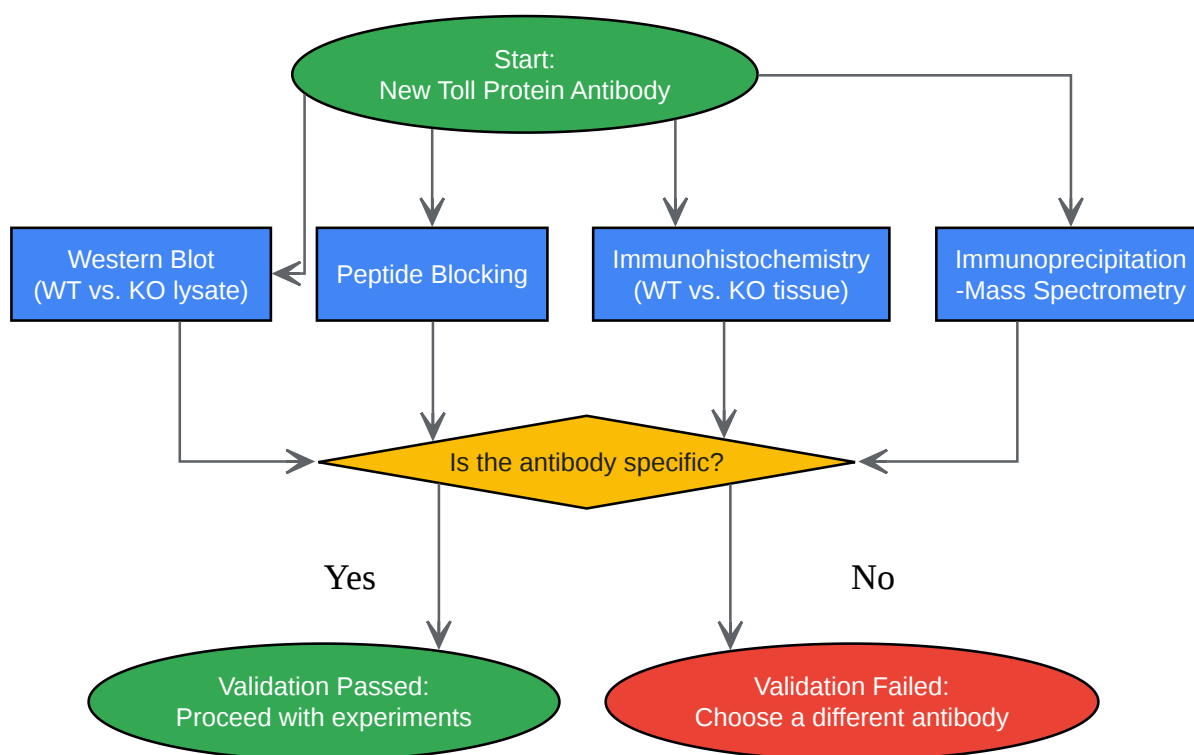 Start:
New Toll Protein Antibody
Western Blot
(WT vs. KO lysate)
Peptide Blocking
Immunohistochemistry
(WT vs. KO tissue)
Immunoprecipitation
-Mass Spectrometry
Is the antibody specific?
Yes
No
Validation Passed:
Proceed with experiments
Validation Failed:
Choose a different antibody